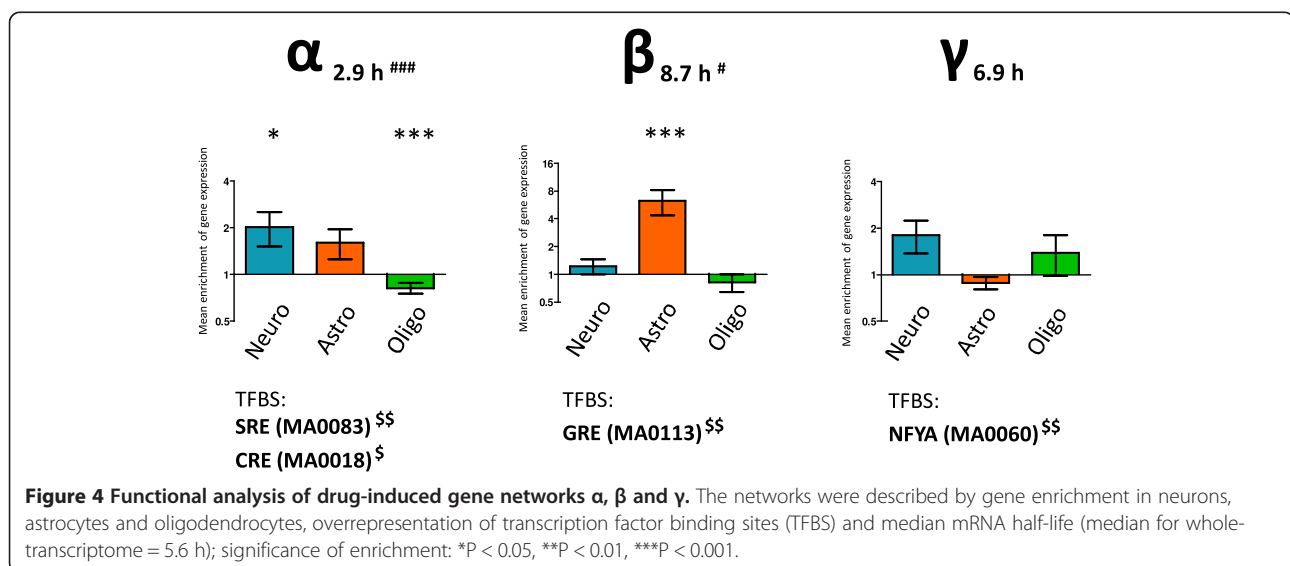 α 2.9 h ###
β 8.7 h #
γ 6.9 h
* ***
***
Mean enrichment of gene expression
4
2
1
0.5
Neuro
Astro
Oligo
Mean enrichment of gene expression
16
8
4
2
1
0.5
Neuro
Astro
Oligo
Mean enrichment of gene expression
4
2
1
0.5
Neuro
Astro
Oligo
TFBS:
SRE (MA0083) $$
CRE (MA0018) $
TFBS:
GRE (MA0113) $$
TFBS:
NFYA (MA0060) $$
Figure 4 Functional analysis of drug-induced gene networks α, β and γ. The networks were described by gene enrichment in neurons,
astrocytes and oligodendrocytes, overrepresentation of transcription factor binding sites (TFBS) and median mRNA half-life (median for whole-
transcriptome = 5.6 h); significance of enrichment: *P < 0.05, **P < 0.01, ***P < 0.001.